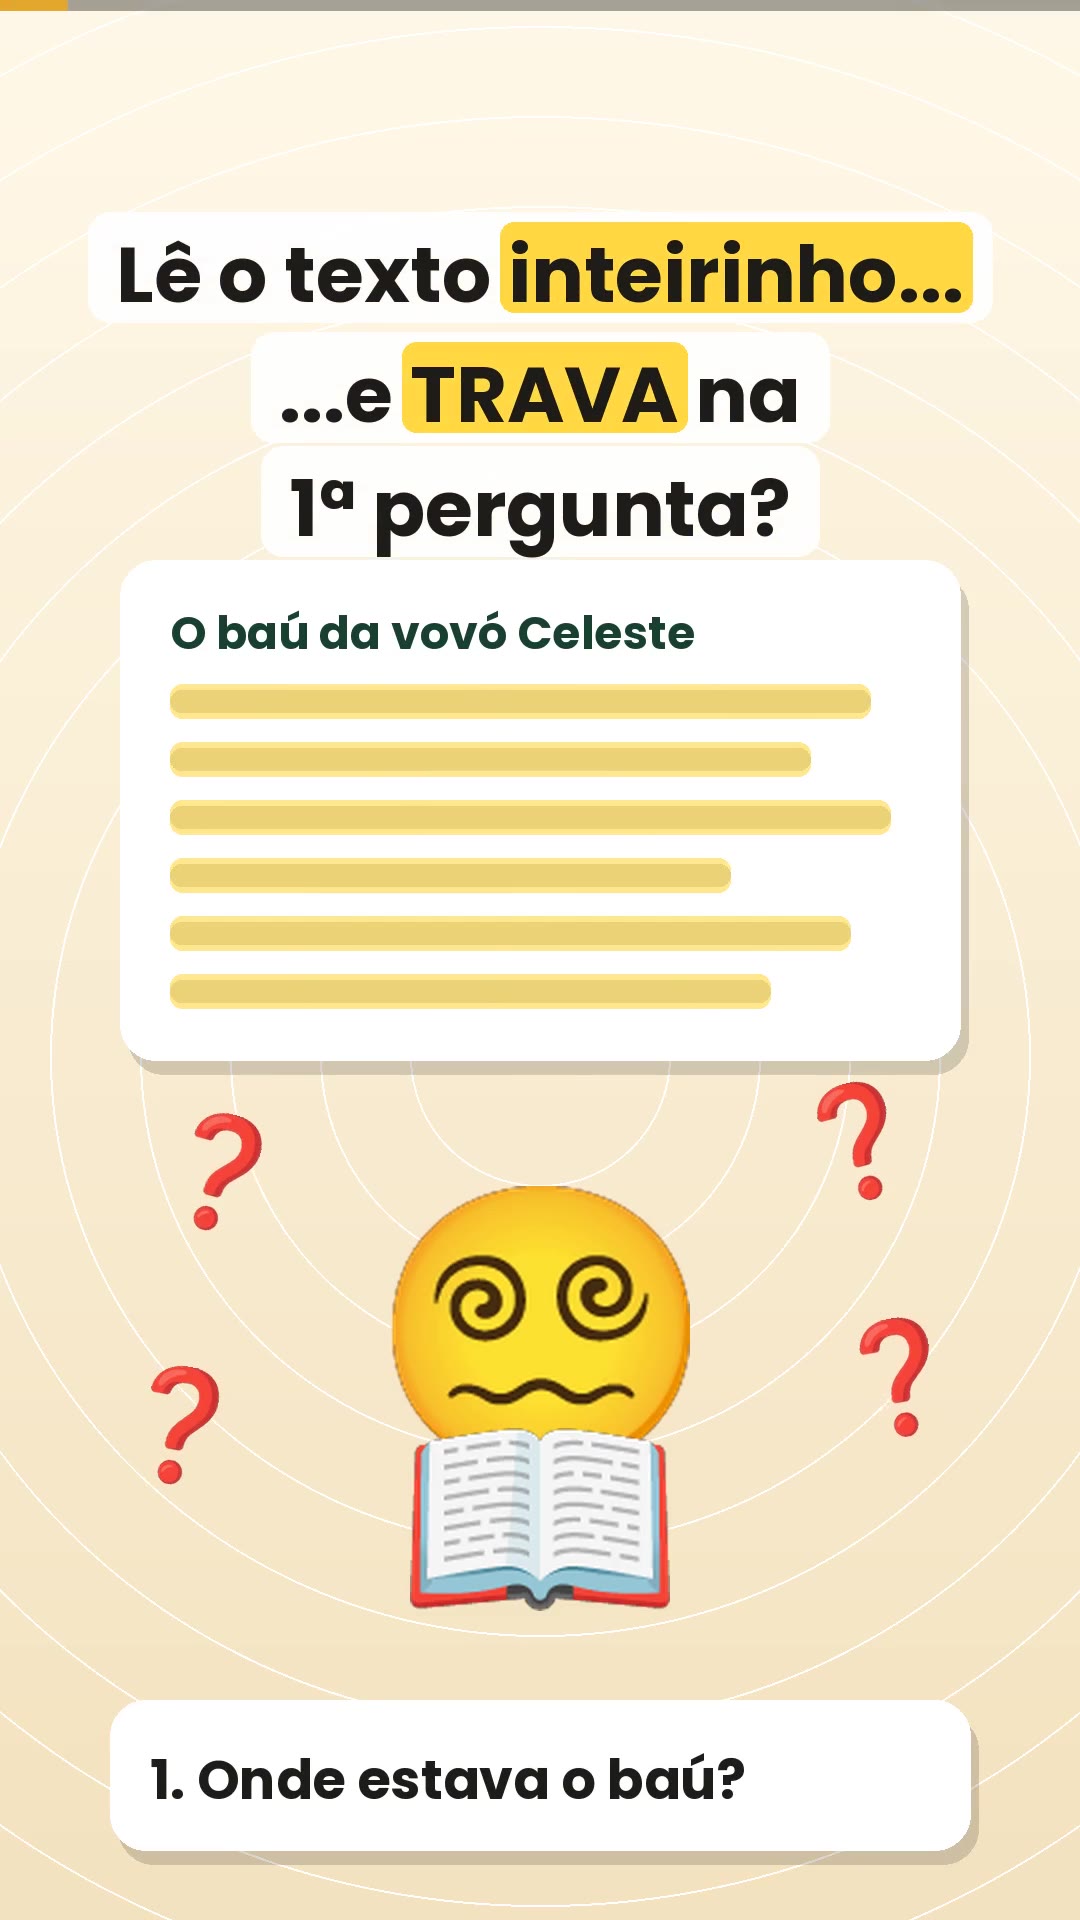 Lê o texto inteirinho...
...e TRAVA na
1ª pergunta?
O baú da vovó Celeste
1. Onde estava o baú?